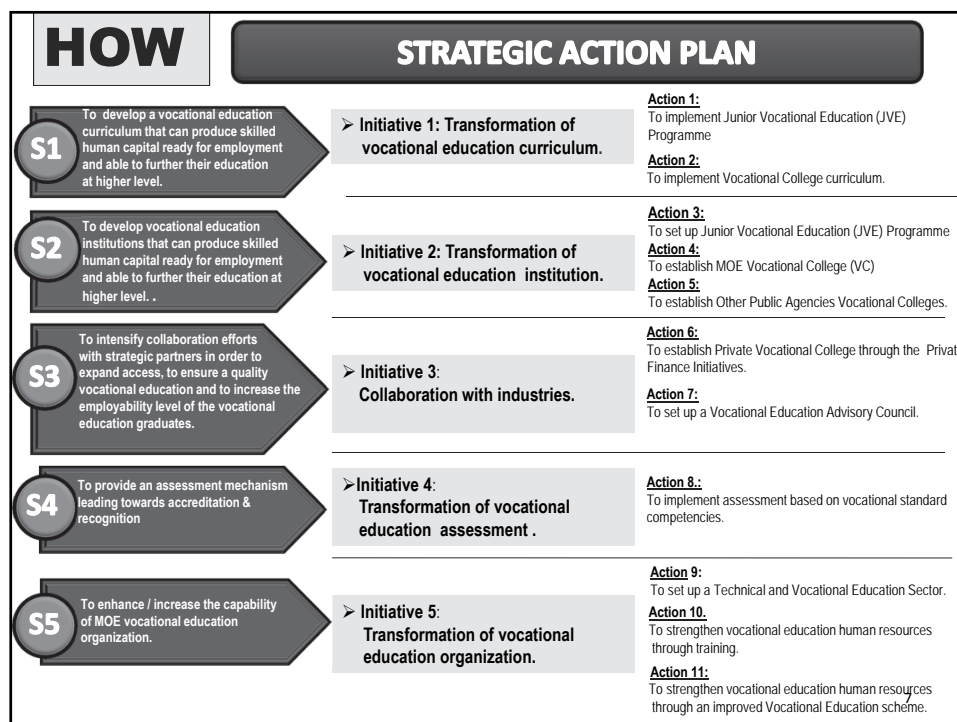 HOW
STRATEGIC ACTION PLAN
S1
To develop a vocational education
curriculum that can produce skilled
human capital ready for employment
and able to further their education
at higher level.
➢ Initiative 1: Transformation of
vocational education curriculum.
Action 1:
To implement Junior Vocational Education (JVE)
Programme
Action 2:
To implement Vocational College curriculum.
S2
To develop vocational education
institutions that can produce skilled
human capital ready for employment
and able to further their education at
higher level. .
➢ Initiative 2: Transformation of
vocational education institution.
Action 3:
To set up Junior Vocational Education (JVE) Programme
Action 4:
To establish MOE Vocational College (VC)
Action 5:
To establish Other Public Agencies Vocational Colleges.
S3
To intensify collaboration efforts
with strategic partners in order to
expand access, to ensure a quality
vocational education and to increase the
employability level of the vocational
education graduates.
➢ Initiative 3:
Collaboration with industries.
Action 6:
To establish Private Vocational College through the Privat
Finance Initiatives.
Action 7:
To set up a Vocational Education Advisory Council.
S4
To provide an assessment mechanism
leading towards accreditation &
recognition
➢Initiative 4:
Transformation of vocational
education assessment .
Action 8.:
To implement assessment based on vocational standard
competencies.
S5
To enhance / increase the capability
of MOE vocational education
organization.
➢ Initiative 5:
Transformation of vocational
education organization.
Action 9:
To set up a Technical and Vocational Education Sector.
Action 10.
To strengthen vocational education human resources
through training.
Action 11:
To strengthen vocational education human resources
through an improved Vocational Education scheme.
7